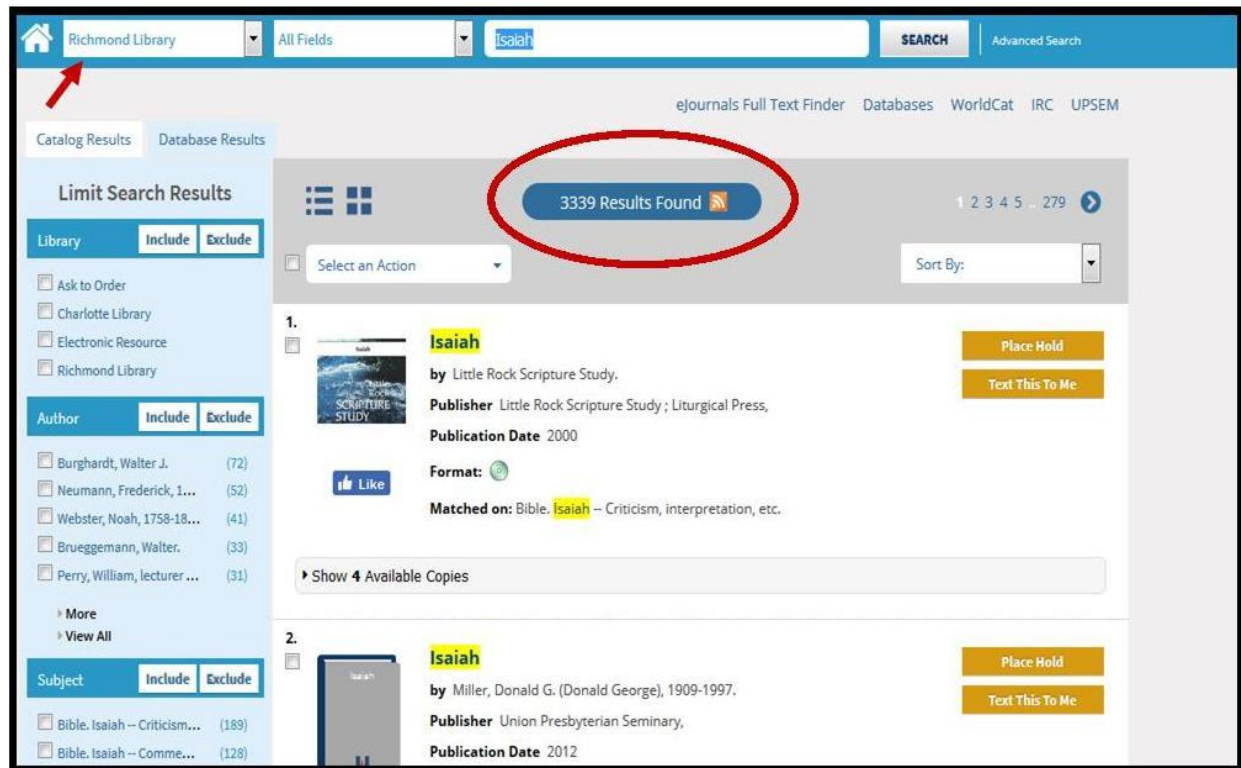 Richmond Library All Fields Isaiah SEARCH Advanced Search
eJournals Full Text Finder Databases WorldCat IRC UPSEM
Catalog Results Database Results
Limit Search Results
Library Include Exclude
Ask to Order
Charlotte Library
Electronic Resource
Richmond Library
Author Include Exclude
Burghardt, Walter J. (72)
Neumann, Frederick, 1... (52)
Webster, Noah, 1758-18... (41)
Brueggemann, Walter. (33)
Perry, William, lecturer ... (31)
More
View All
Subject Include Exclude
Bible. Isaiah -- Criticism... (189)
Bible. Isaiah -- Comme... (128)
3339 Results Found
1 2 3 4 5 .. 279
Select an Action
Sort By:
1.
Isaiah
Little Rock
SCRIPTURE
STUDY
Like
Isaiah
by Little Rock Scripture Study.
Publisher Little Rock Scripture Study ; Liturgical Press,
Publication Date 2000
Format:
Matched on: Bible. Isaiah -- Criticism, interpretation, etc.
Place Hold
Text This To Me
Show 4 Available Copies
2.
Isaiah
Isaiah
by Miller, Donald G. (Donald George), 1909-1997.
Publisher Union Presbyterian Seminary,
Publication Date 2012
Place Hold
Text This To Me